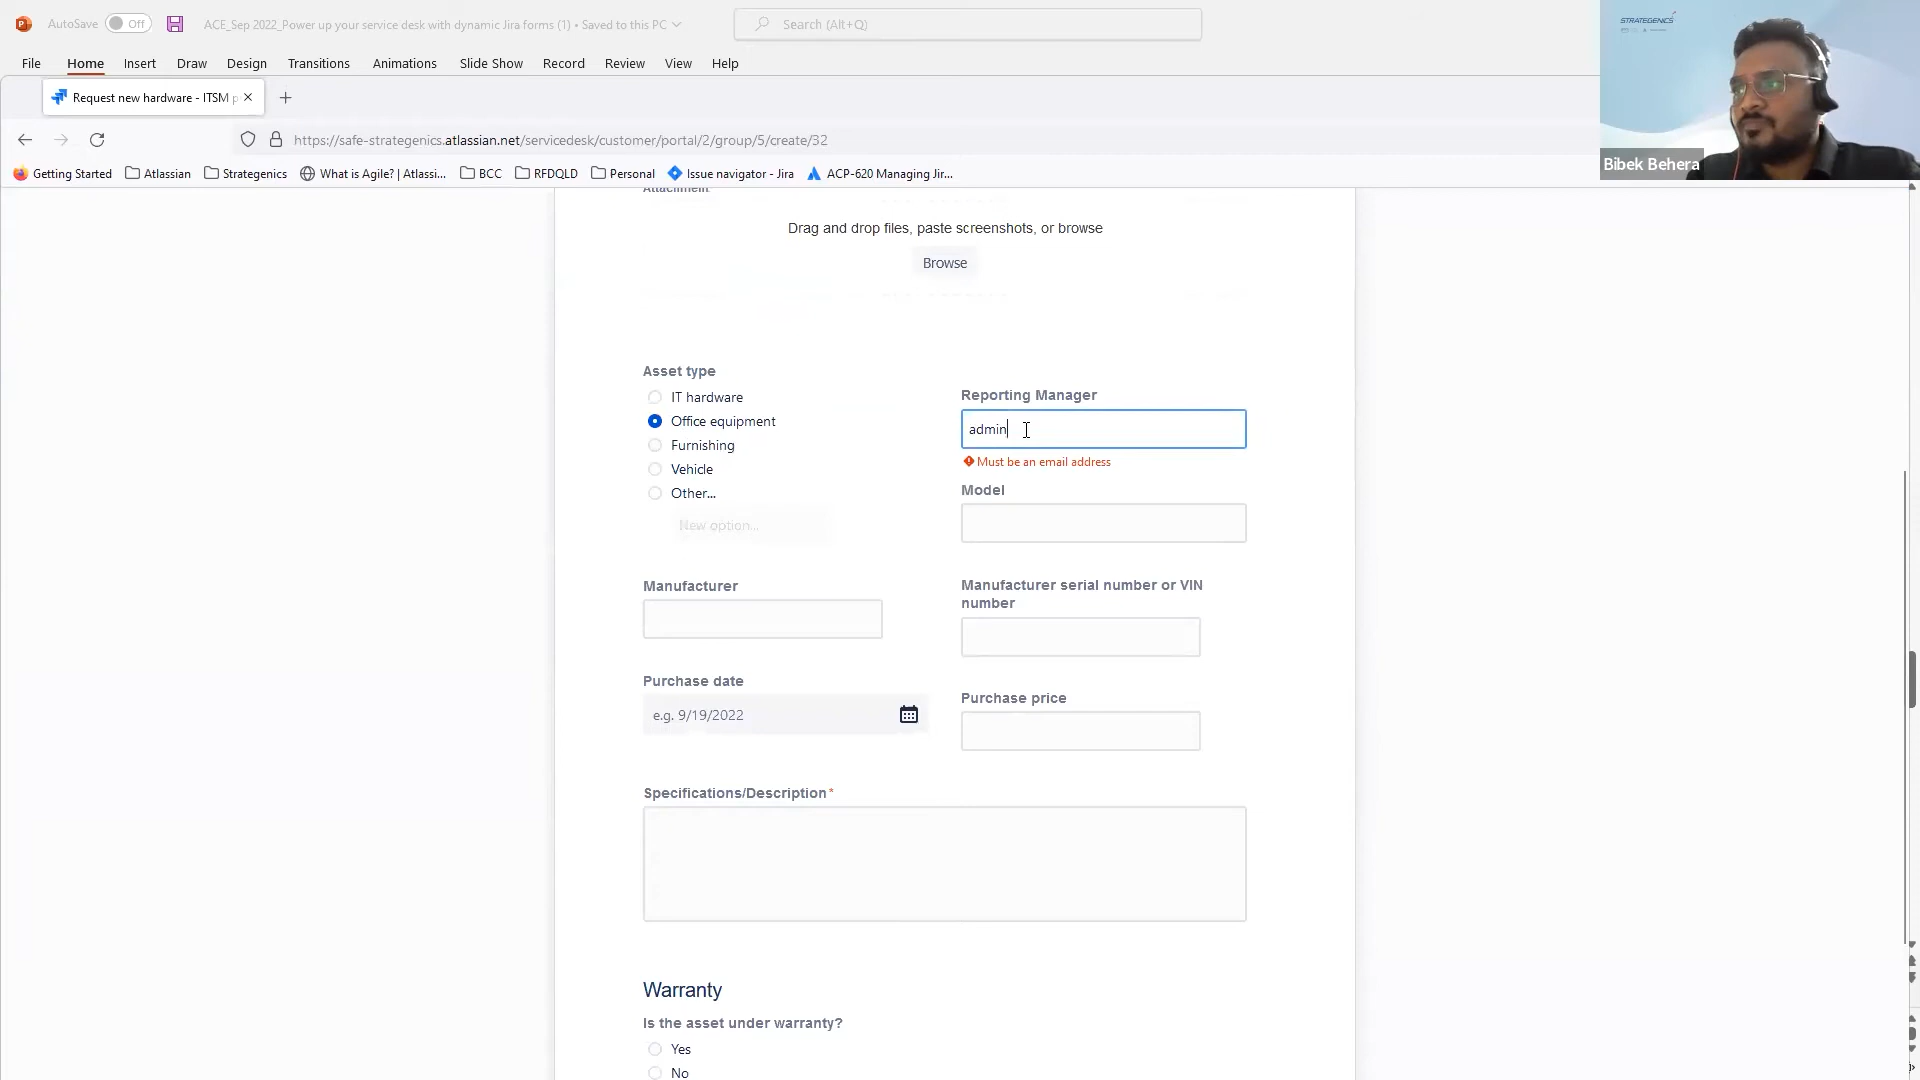 AutoSave Off ACE_Sep 2022_Power up your service desk with dynamic Jira forms (1) • Saved to this PC Search (Alt+Q)
STRATEGENICS
File Home Insert Draw Design Transitions Animations Slide Show Record Review View Help
Request new hardware - ITSM p
https://safe-strategenics.atlassian.net/servicedesk/customer/portal/2/group/5/create/32
Bibek Behera
Getting Started Atlassian Strategenics What is Agile? | Atlassi... BCC RFDQLD Personal Issue navigator - Jira ACP-620 Managing Jir...
Attachment
Drag and drop files, paste screenshots, or browse
Browse
Asset type
IT hardware
Office equipment
Furnishing
Vehicle
Other...
New option...
Reporting Manager
admin
Must be an email address
Model
Manufacturer
Manufacturer serial number or VIN
number
Purchase date
e.g. 9/19/2022
Purchase price
Specifications/Description*
Warranty
Is the asset under warranty?
Yes
No